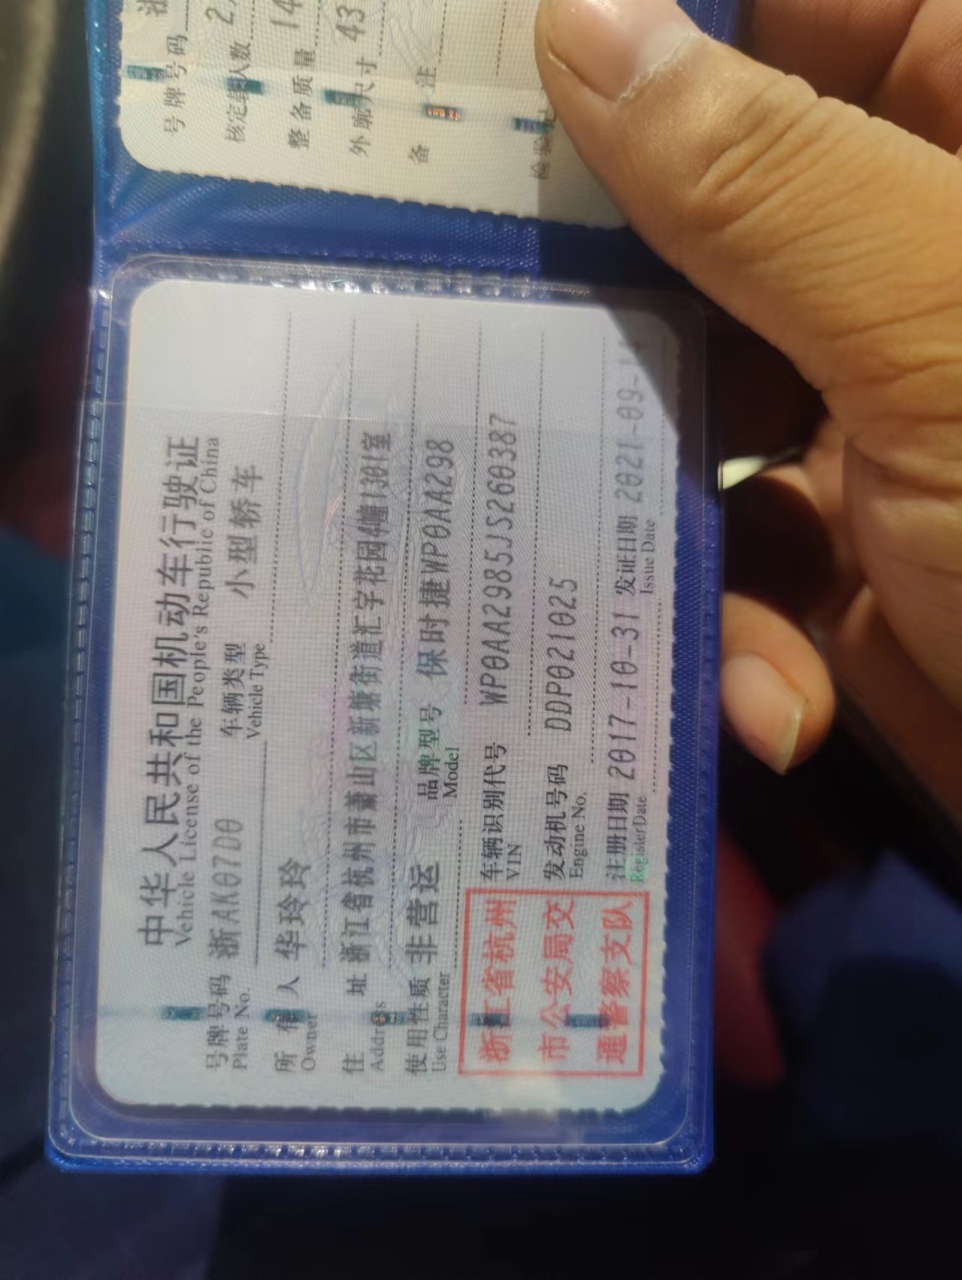 号牌号码 浙
核定载人数 2
整备质量 14
外廓尺寸 43
备 注
中华人民共和国机动车行驶证
Vehicle License of the People's Republic of China
号牌号码 浙AK07D0 车辆类型 小型轿车
Plate No. Vehicle Type
所有人 华玲玲
Owner
住 址 浙江省杭州市萧山区新塘街道汇宇花园4幢1301室
Address
使用性质 非营运 品牌型号 保时捷WP0AA298
Use Character Model
浙江省杭州
市公安局交
通警察支队
车辆识别代号 WP0AA2985JS260387
VIN
发动机号码 DDP021025
Engine No.
注册日期 2017-10-31 发证日期 2021-09-
Register Date Issue Date